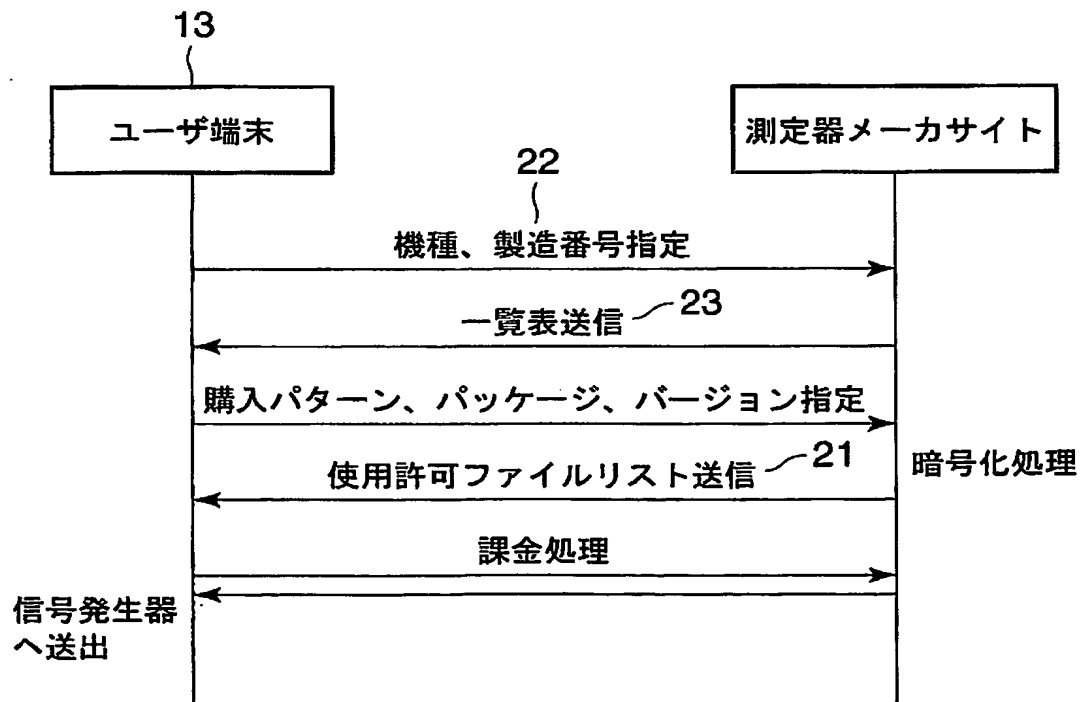 13
ユーザ端末
測定器メーカサイト
22
機種、製造番号指定
一覧表送信 23
購入パターン、パッケージ、バージョン指定
使用許可ファイルリスト送信 21
暗号化処理
課金処理
信号発生器
へ送出